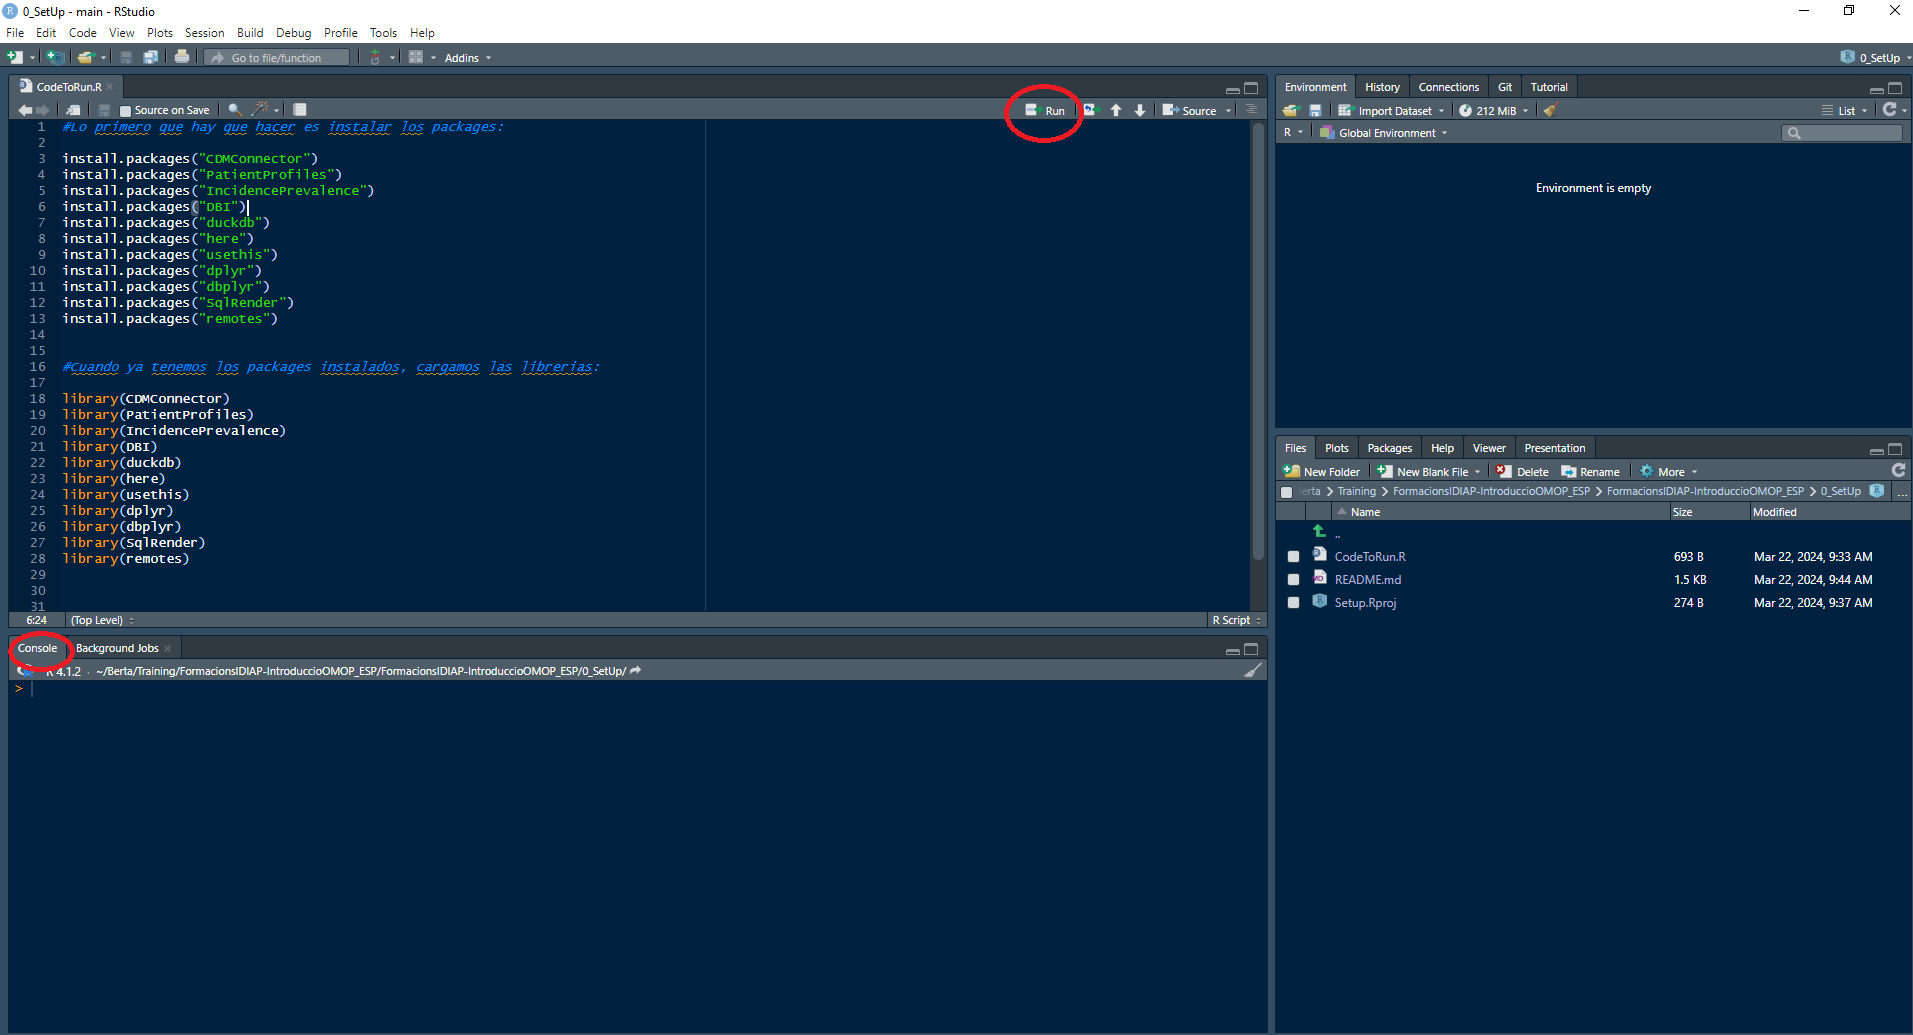 0_SetUp - main - RStudio
File Edit Code View Plots Session Build Debug Profile Tools Help
Go to file/function Addins 0_SetUp
CodeToRun.R
Source on Save Run Source
1 #Lo primero que hay que hacer es instalar los packages:
2
3 install.packages("CDMConnector")
4 install.packages("PatientProfiles")
5 install.packages("IncidencePrevalence")
6 install.packages("DBI")
7 install.packages("duckdb")
8 install.packages("here")
9 install.packages("usethis")
10 install.packages("dplyr")
11 install.packages("dbplyr")
12 install.packages("SqlRender")
13 install.packages("remotes")
14
15
16 #Cuando ya tenemos los packages instalados, cargamos las librerias:
17
18 library(CDMConnector)
19 library(PatientProfiles)
20 library(IncidencePrevalence)
21 library(DBI)
22 library(duckdb)
23 library(here)
24 library(usethis)
25 library(dplyr)
26 library(dbplyr)
27 library(SqlRender)
28 library(remotes)
29
30
31
6:24 (Top Level) R Script
Console Background Jobs
R 4.1.2 · ~/Berta/Training/FormacionsIDIAP-IntroduccioOMOP_ESP/FormacionsIDIAP-IntroduccioOMOP_ESP/0_SetUp/
>
Environment History Connections Git Tutorial
Import Dataset 212 MiB List
R Global Environment
Environment is empty
Files Plots Packages Help Viewer Presentation
New Folder New Blank File Delete Rename More
erta > Training > FormacionsIDIAP-IntroduccioOMOP_ESP > FormacionsIDIAP-IntroduccioOMOP_ESP > 0_SetUp ...
Name Size Modified
..
CodeToRun.R 693 B Mar 22, 2024, 9:33 AM
README.md 1.5 KB Mar 22, 2024, 9:44 AM
Setup.Rproj 274 B Mar 22, 2024, 9:37 AM